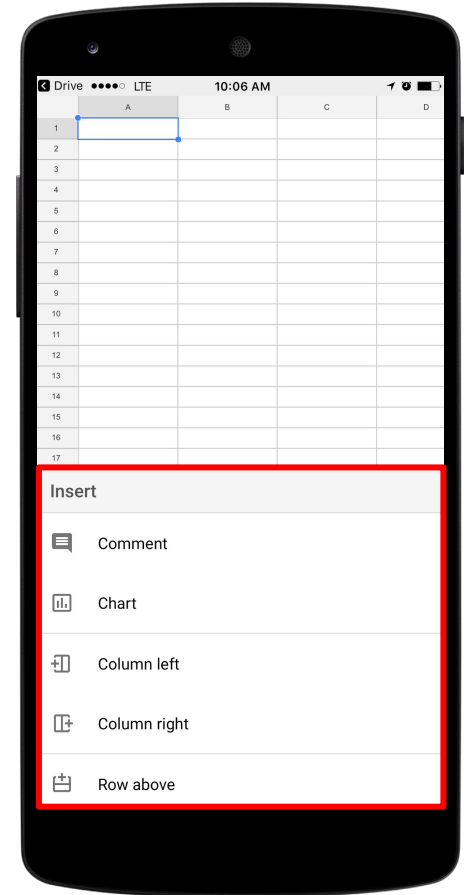 Drive LTE 10:06 AM
A B C D
1
2
3
4
5
6
7
8
9
10
11
12
13
14
15
16
17
Insert
Comment
Chart
Column left
Column right
Row above